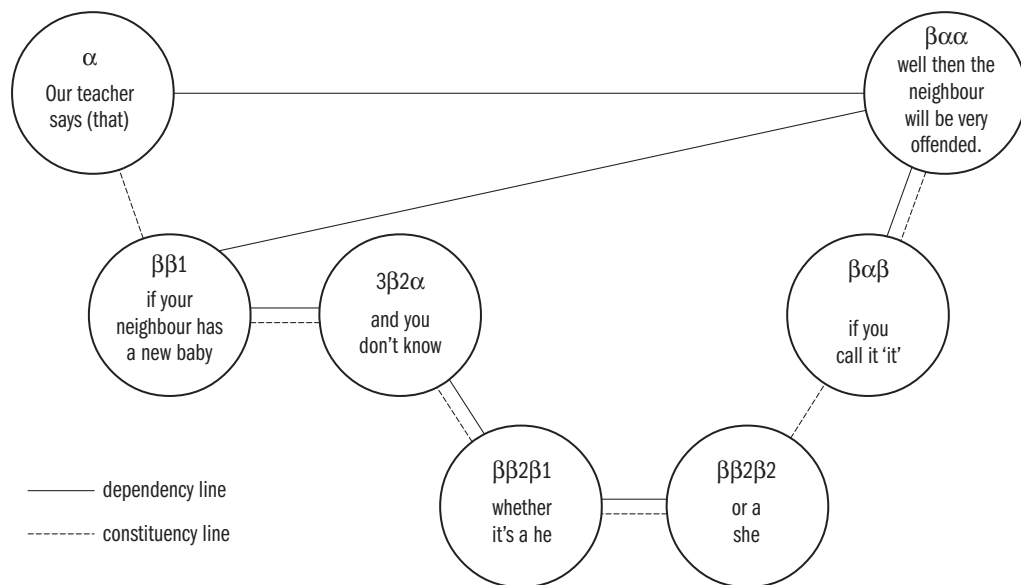 α
Our teacher
says (that)
βαα
well then the
neighbour
will be very
offended.
ββ1
if your
neighbour has
a new baby
3β2α
and you
don't know
βαβ
if you
call it 'it'
ββ2β1
whether
it's a he
ββ2β2
or a
she
dependency line
constituency line